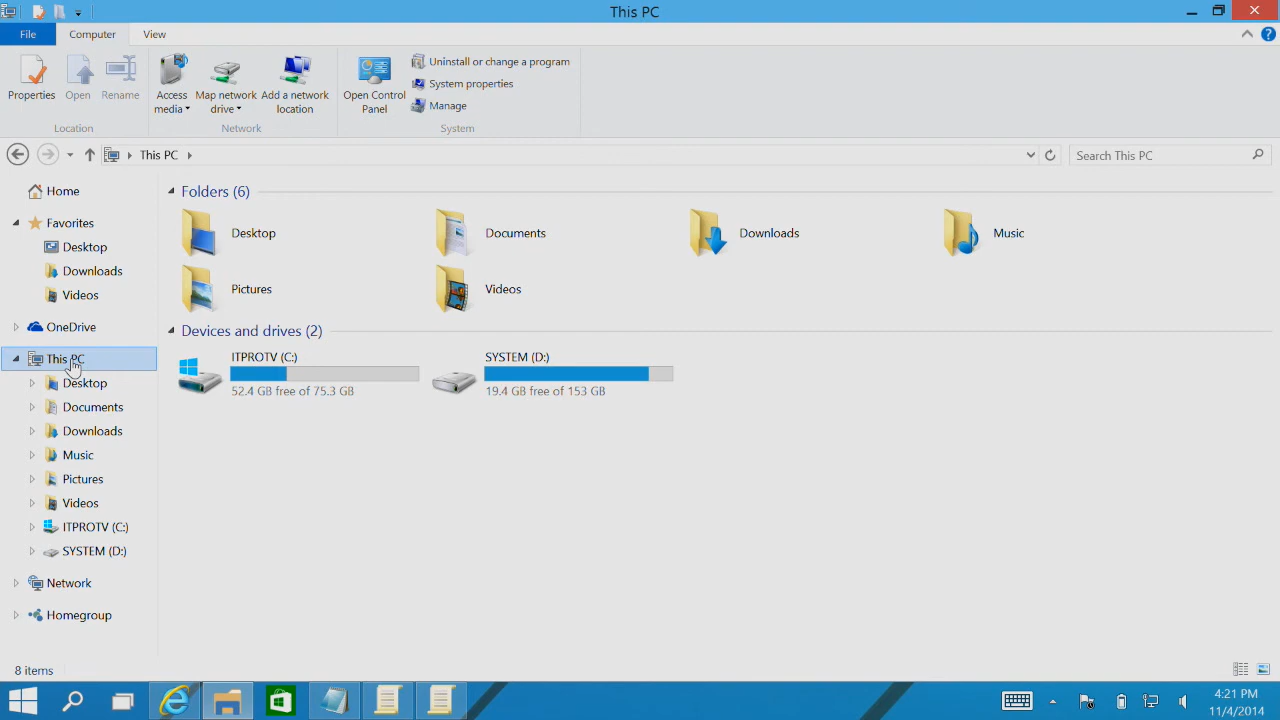 This PC
File
Computer
View
Properties
Open
Rename
Access media
Map network drive
Add a network location
Open Control Panel
Uninstall or change a program
System properties
Manage
Location
Network
System
This PC
Search This PC
Home
Favorites
Desktop
Downloads
Videos
OneDrive
This PC
Desktop
Documents
Downloads
Music
Pictures
Videos
ITPROTV (C:)
SYSTEM (D:)
Network
Homegroup
Folders (6)
Desktop
Documents
Downloads
Music
Pictures
Videos
Devices and drives (2)
ITPROTV (C:)
52.4 GB free of 75.3 GB
SYSTEM (D:)
19.4 GB free of 153 GB
8 items
4:21 PM
11/4/2014